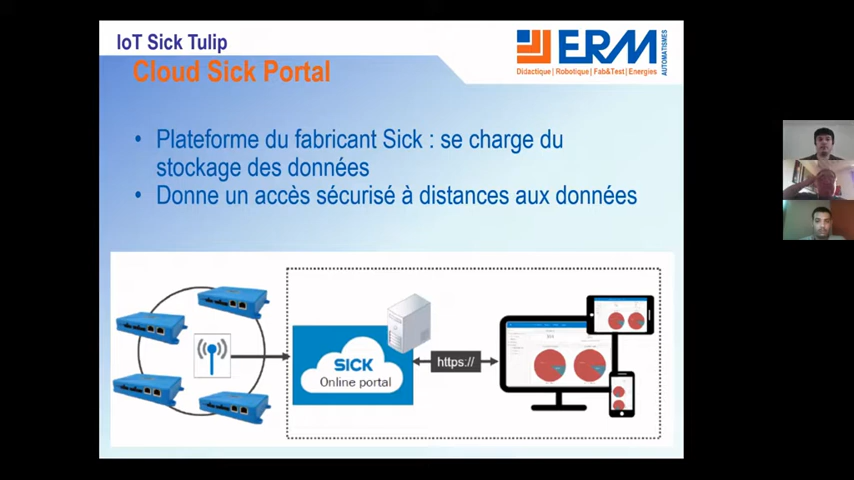 IoT Sick Tulip
Cloud Sick Portal
ERM
AUTOMATISMES
Didactique | Robotique | Fab&Test | Energies
• Plateforme du fabricant Sick : se charge du
stockage des données
• Donne un accès sécurisé à distances aux données
SICK
Online portal
https://